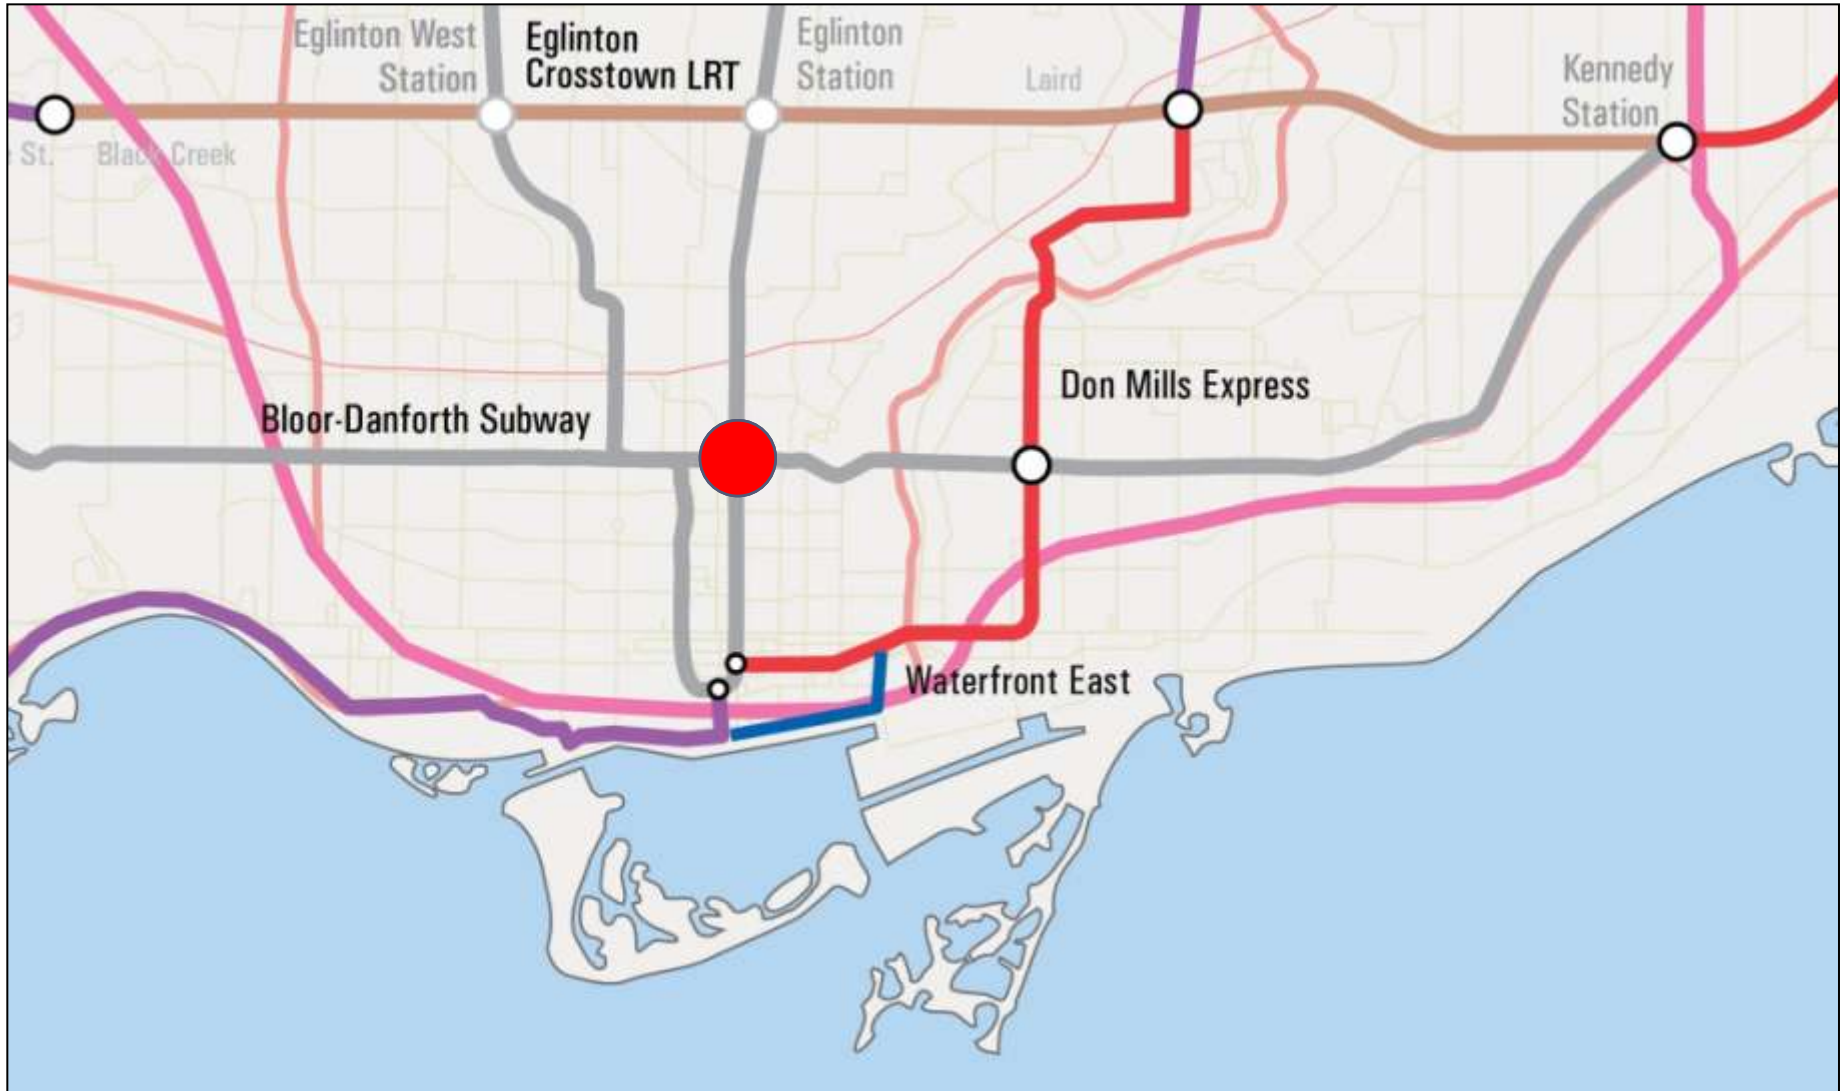 Eglinton West
Station
Eglinton
Crosstown LRT
Eglinton
Station
Laird
Kennedy
Station
St.
Black Creek
Don Mills Express
Bloor-Danforth Subway
Waterfront East